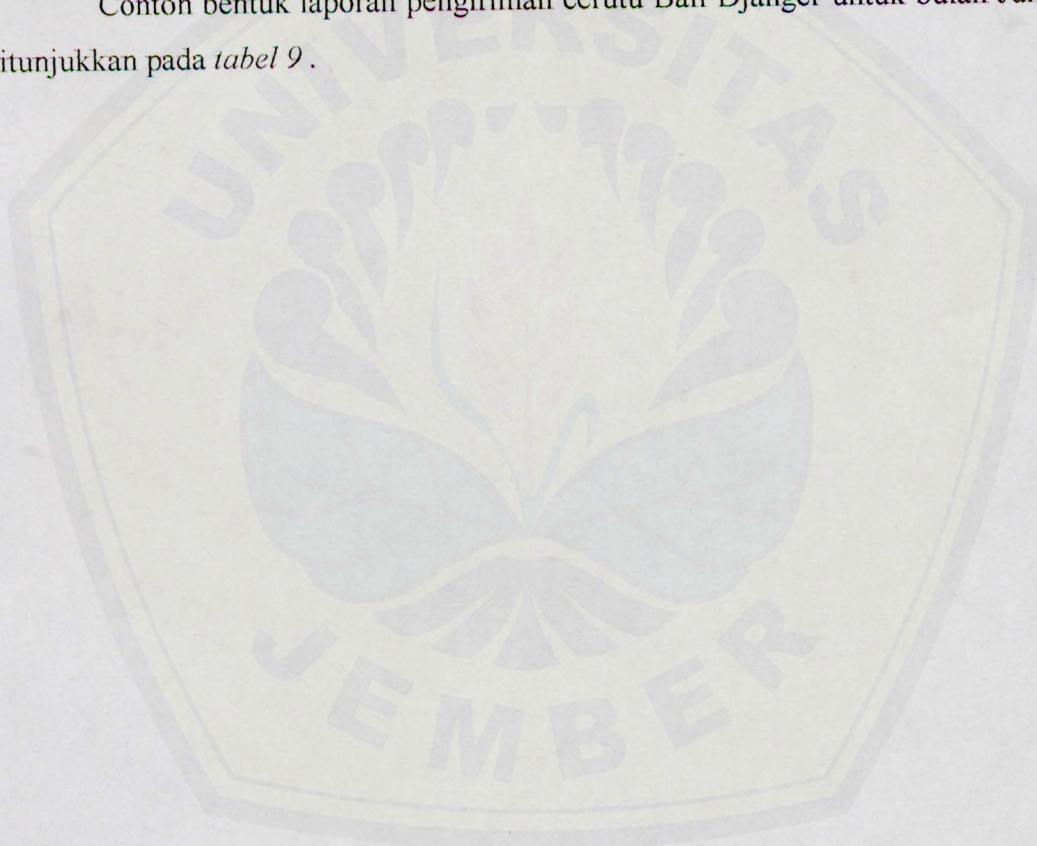 Contoh bentuk laporan pengiriman cerutu Bali Djanger untuk bulan
itunjukkan pada tabel 9 .
UNIVERSITAS
JEMBER